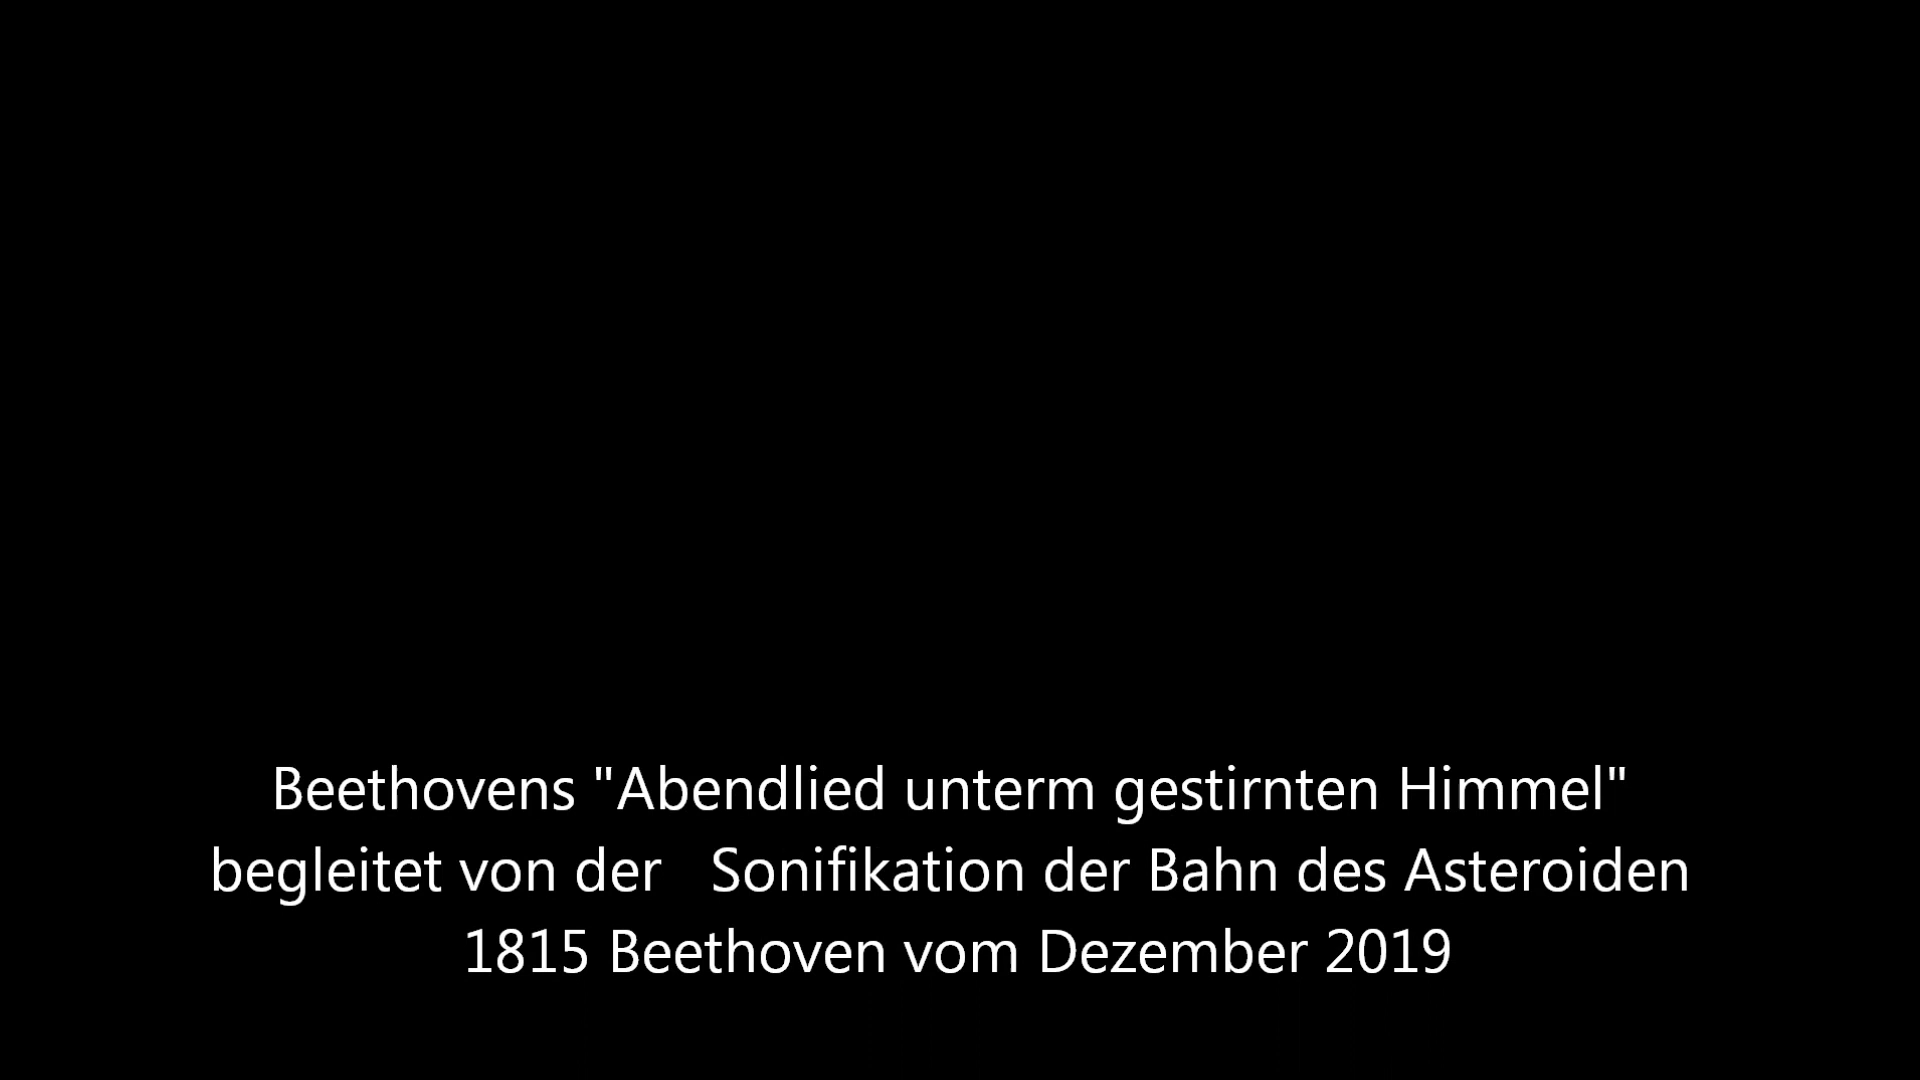 Beethovens "Abendlied unterm gestirnten Himmel"
begleitet von der   Sonifikation der Bahn des Asteroiden
1815 Beethoven vom Dezember 2019